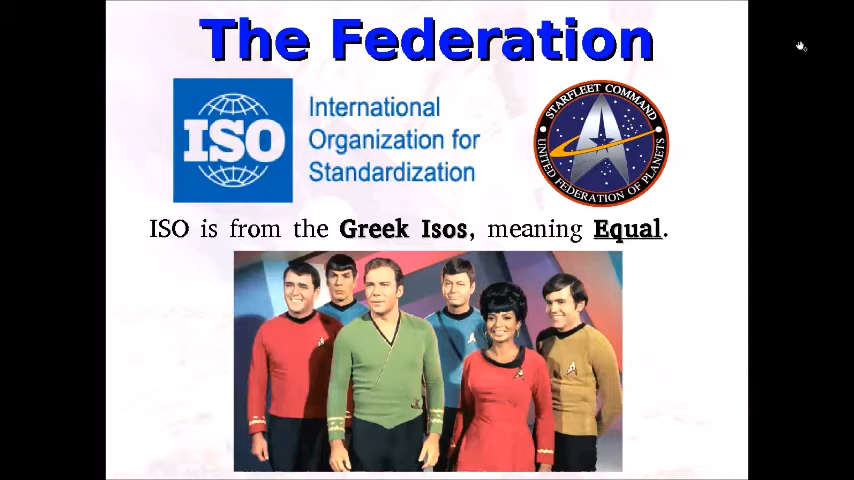 The Federation
ISO
International
Organization for
Standardization
STARFLEET COMMAND
UNITED FEDERATION OF PLANETS
ISO is from the Greek Isos, meaning Equal.